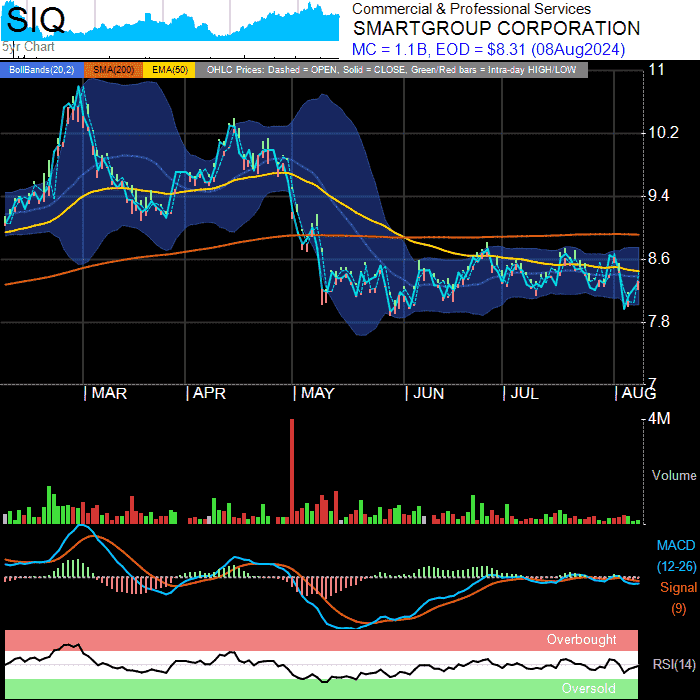 SIQ
5yr Chart
Commercial & Professional Services
SMARTGROUP CORPORATION
MC = 1.1B, EOD = $8.31 (08Aug2024)
BollBands(20,2) SMA(200) EMA(50) OHLC Prices: Dashed = OPEN, Solid = CLOSE, Green/Red bars = Intra-day HIGH/LOW
11
10.2
9.4
8.6
7.8
7
MAR APR MAY JUN JUL AUG
4M
Volume
MACD
(12-26)
Signal
(9)
Overbought
RSI(14)
Oversold